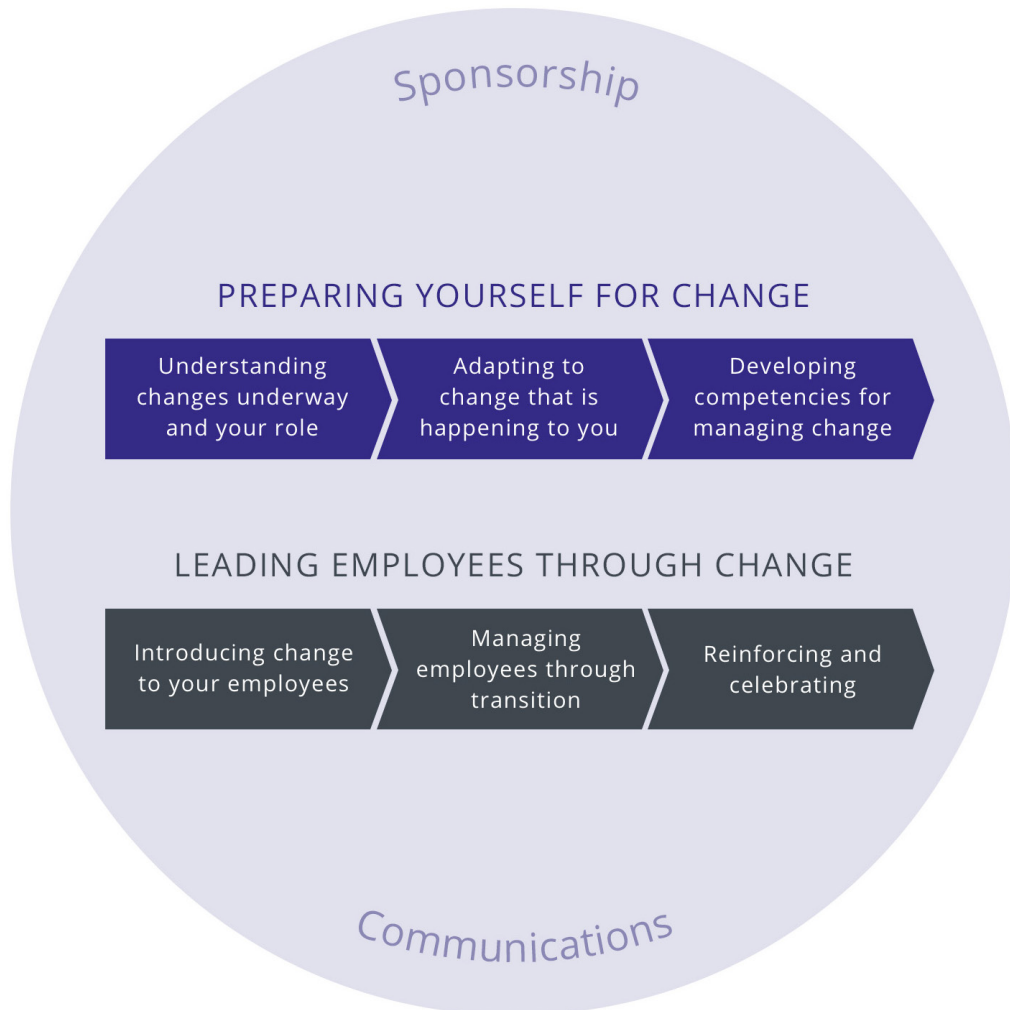 Sponsorship
PREPARING YOURSELF FOR CHANGE
Understanding
changes underway
and your role
Adapting to
change that is
happening to you
Developing
competencies for
managing change
LEADING EMPLOYEES THROUGH CHANGE
Introducing change
to your employees
Managing
employees through
transition
Reinforcing and
celebrating
Communications